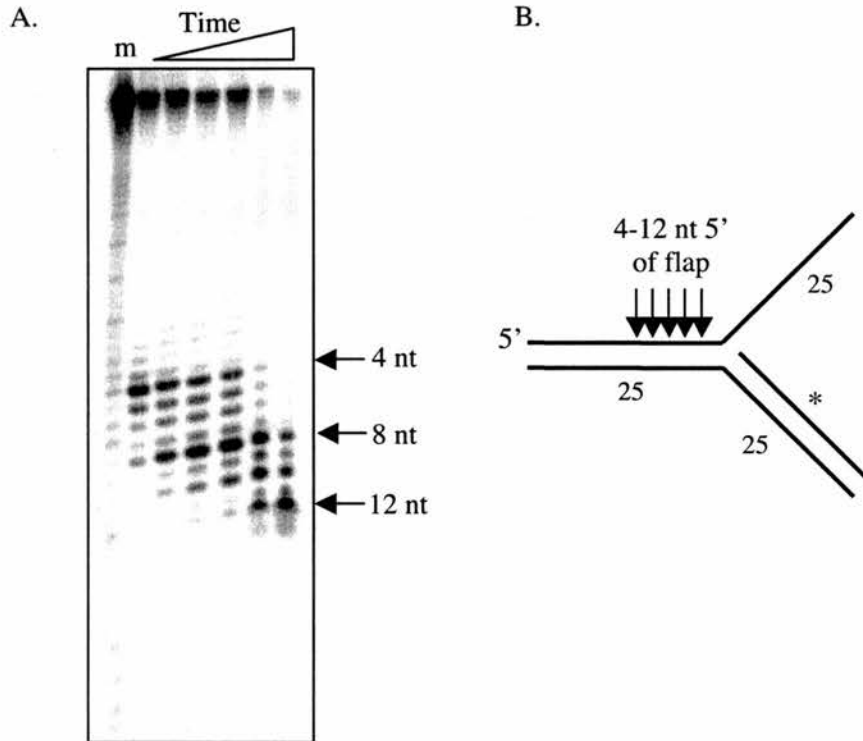 A.
Time
m
4 nt
8 nt
12 nt
B.
4-12 nt 5’
of flap
25
5’
25
*
25